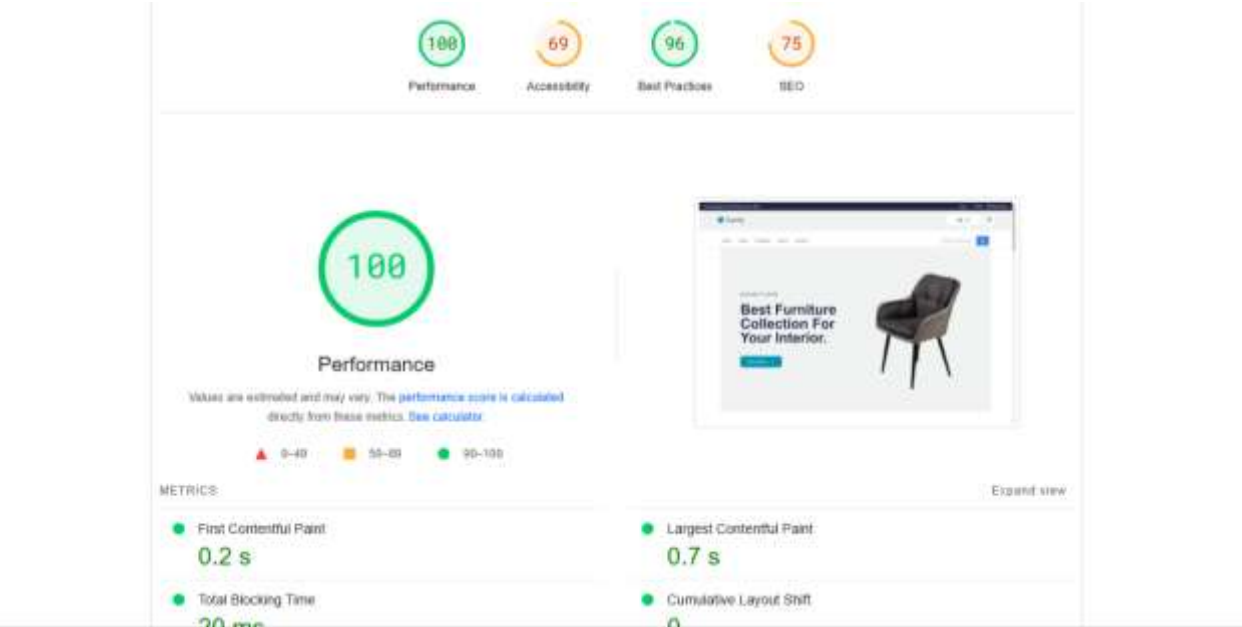 100 69 96 75
Performance Accessibility Best Practices SEO
100
Best Furniture
Collection For
Your Interior.
Performance
Values are estimated and may vary. The performance score is calculated
directly from these metrics. See calculator.
0–49 50–89 90–100
METRICS Expand view
First Contentful Paint Largest Contentful Paint
0.2 s 0.7 s
Total Blocking Time Cumulative Layout Shift
20 ms 0